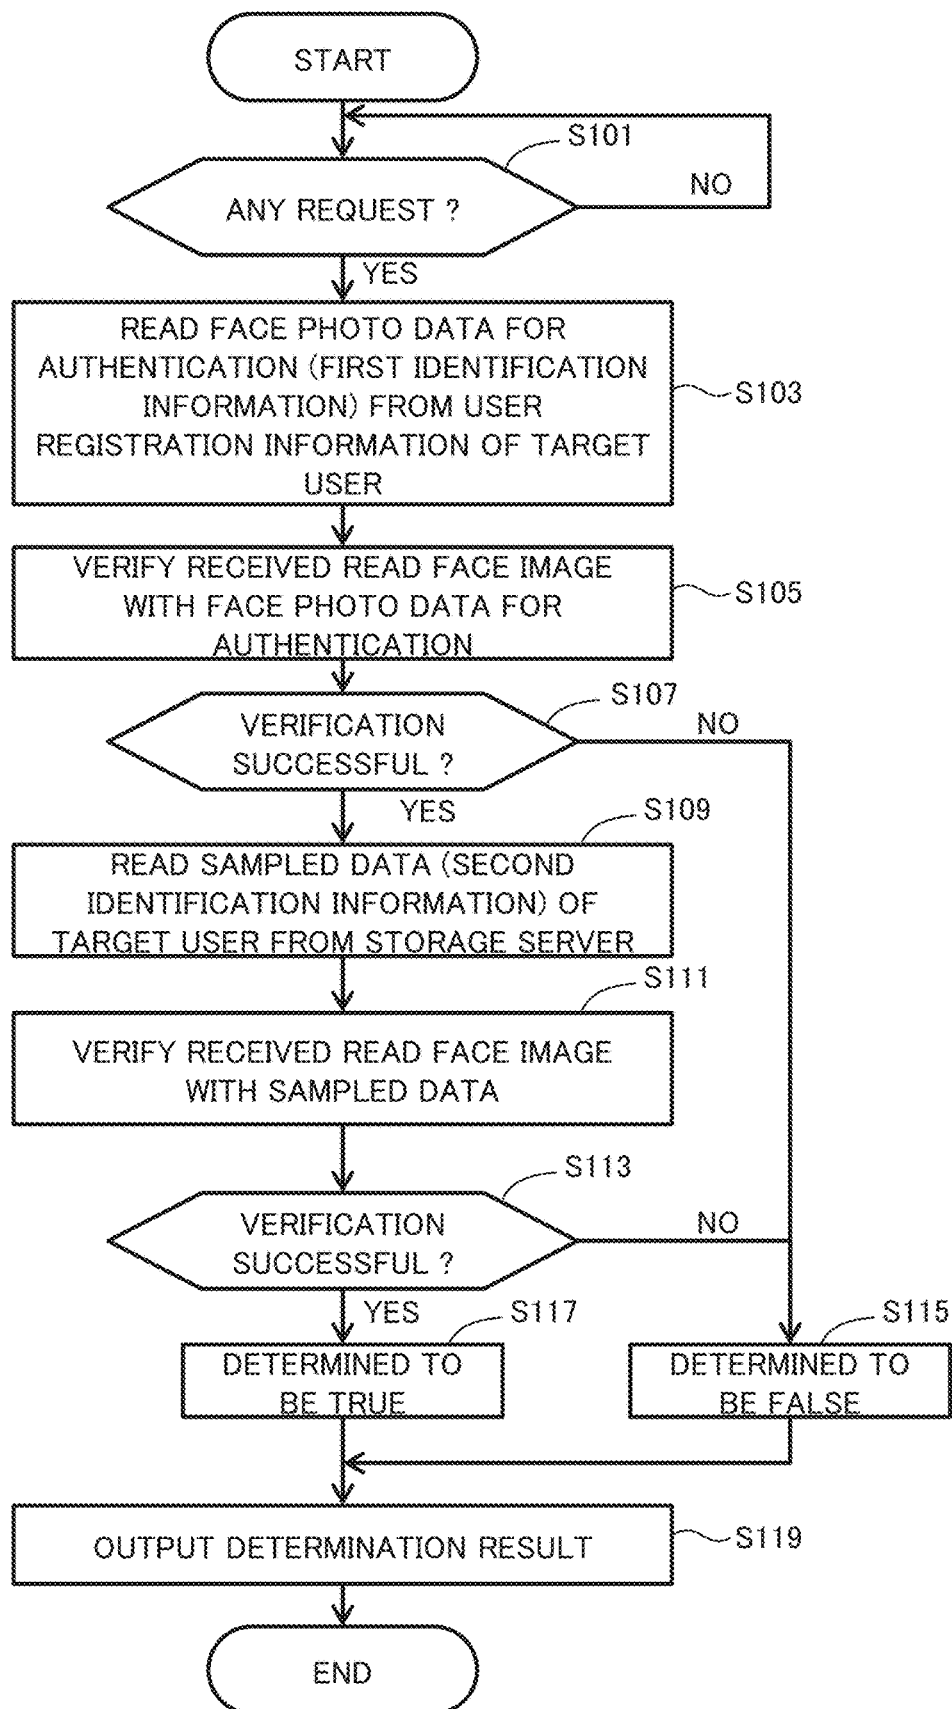 START
S101
ANY REQUEST ?
NO
YES
READ FACE PHOTO DATA FOR
AUTHENTICATION (FIRST IDENTIFICATION
INFORMATION) FROM USER
REGISTRATION INFORMATION OF TARGET
USER
S103
VERIFY RECEIVED READ FACE IMAGE
WITH FACE PHOTO DATA FOR
AUTHENTICATION
S105
S107
VERIFICATION
SUCCESSFUL ?
NO
YES
S109
READ SAMPLED DATA (SECOND
IDENTIFICATION INFORMATION) OF
TARGET USER FROM STORAGE SERVER
S111
VERIFY RECEIVED READ FACE IMAGE
WITH SAMPLED DATA
S113
VERIFICATION
SUCCESSFUL ?
NO
YES
S117
DETERMINED TO
BE TRUE
S115
DETERMINED TO
BE FALSE
OUTPUT DETERMINATION RESULT
S119
END